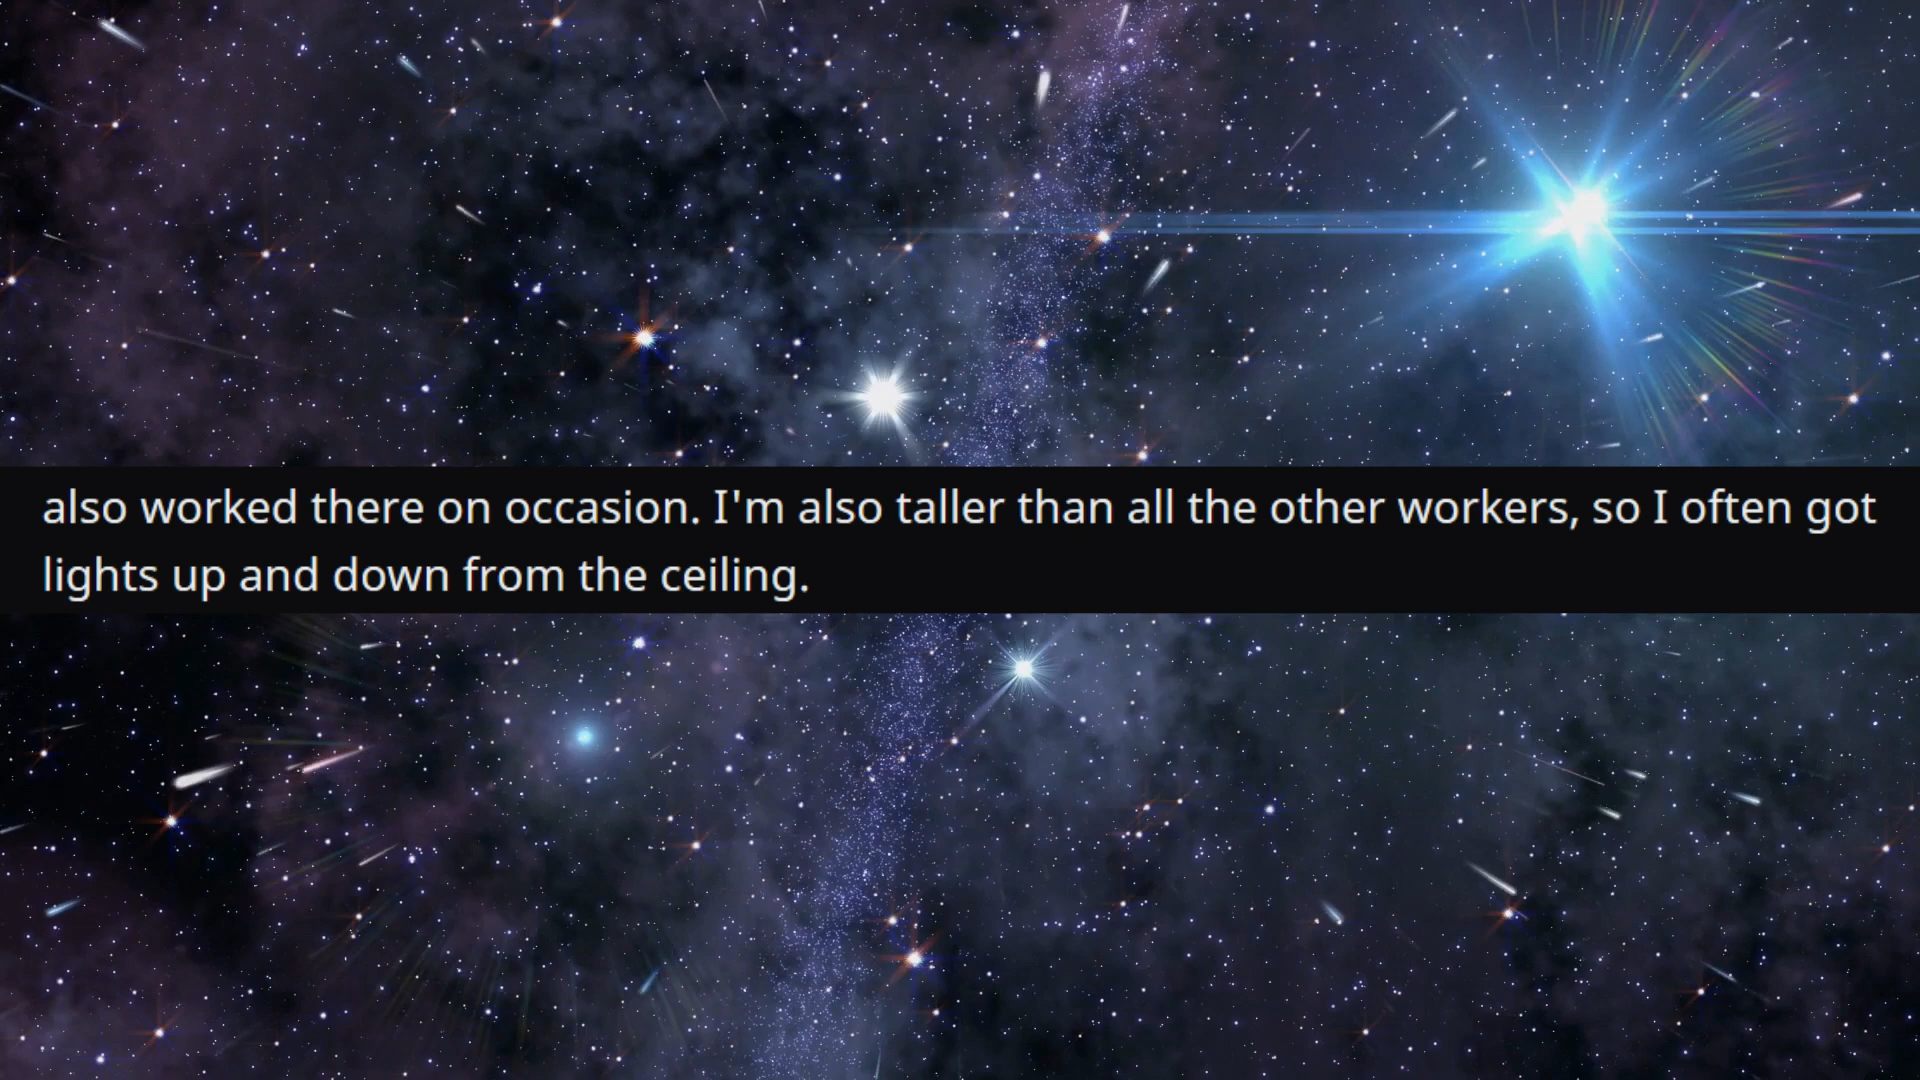 also worked there on occasion. I'm also taller than all the other workers, so I often got
lights up and down from the ceiling.